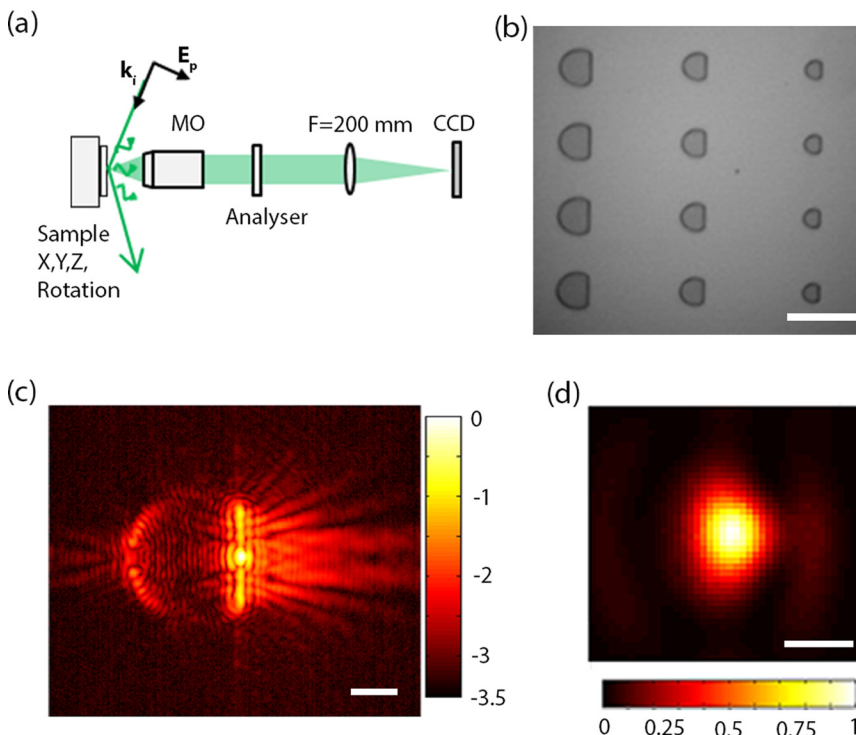 (a)
k_i
E_p
MO
F=200 mm
CCD
Analyser
Sample
X,Y,Z,
Rotation
(b)
(c)
0
-1
-2
-3
-3.5
(d)
0 0.25 0.5 0.75 1